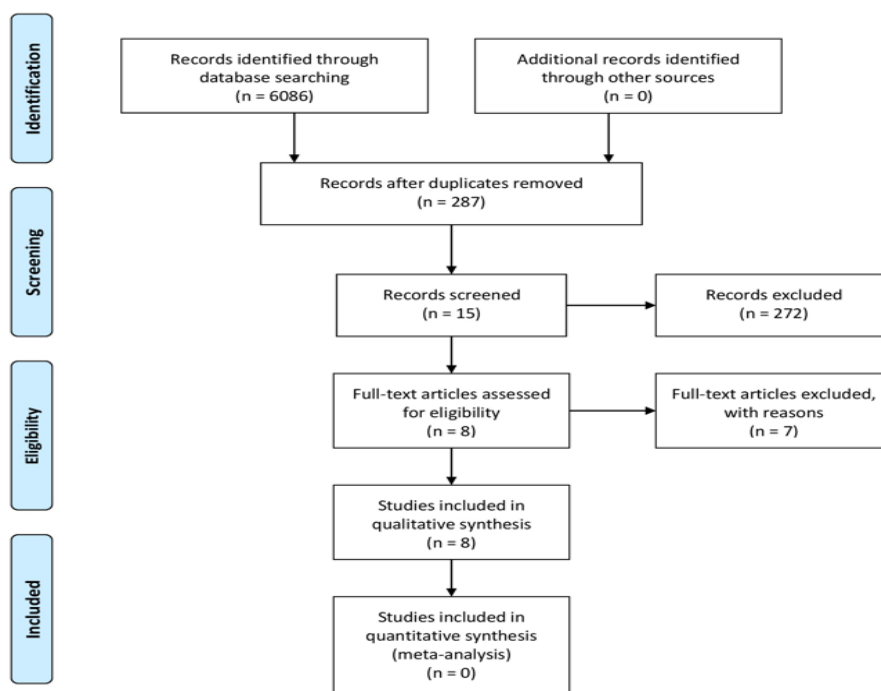 Identification
Records identified through
database searching
(n = 6086)
Additional records identified
through other sources
(n = 0)
Records after duplicates removed
(n = 287)
Screening
Records screened
(n = 15)
Records excluded
(n = 272)
Eligibility
Full-text articles assessed
for eligibility
(n = 8)
Full-text articles excluded,
with reasons
(n = 7)
Studies included in
qualitative synthesis
(n = 8)
Included
Studies included in
quantitative synthesis
(meta-analysis)
(n = 0)